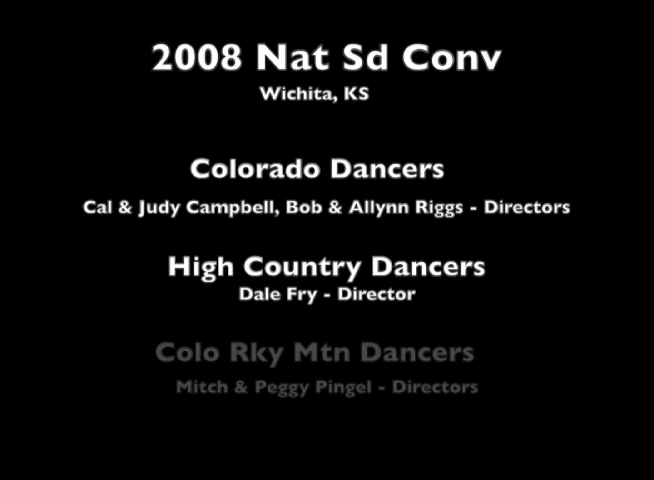 2008 Nat Sd Conv
Wichita, KS
Colorado Dancers
Cal & Judy Campbell, Bob & Allynn Riggs - Directors
High Country Dancers
Dale Fry - Director
Colo Rky Mtn Dancers
Mitch & Peggy Pingel - Directors